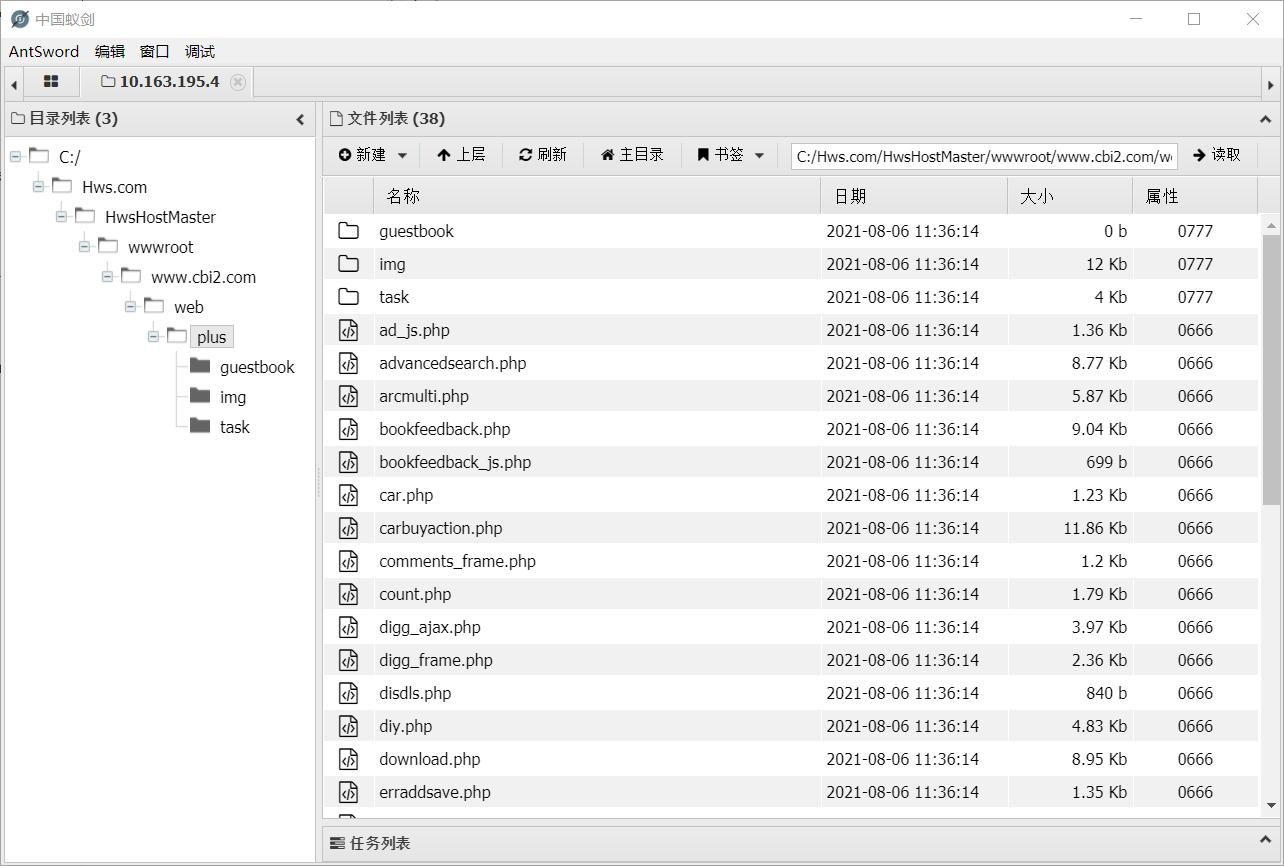 中国蚁剑
AntSword 编辑 窗口 调试
10.163.195.4
目录列表 (3)
C:/
Hws.com
HwsHostMaster
wwwroot
www.cbi2.com
web
plus
guestbook
img
task
文件列表 (38)
新建 上层 刷新 主目录 书签 C:/Hws.com/HwsHostMaster/wwwroot/www.cbi2.com/we 读取
名称 日期 大小 属性
guestbook 2021-08-06 11:36:14 0 b 0777
img 2021-08-06 11:36:14 12 Kb 0777
task 2021-08-06 11:36:14 4 Kb 0777
ad_js.php 2021-08-06 11:36:14 1.36 Kb 0666
advancedsearch.php 2021-08-06 11:36:14 8.77 Kb 0666
arcmulti.php 2021-08-06 11:36:14 5.87 Kb 0666
bookfeedback.php 2021-08-06 11:36:14 9.04 Kb 0666
bookfeedback_js.php 2021-08-06 11:36:14 699 b 0666
car.php 2021-08-06 11:36:14 1.23 Kb 0666
carbuyaction.php 2021-08-06 11:36:14 11.86 Kb 0666
comments_frame.php 2021-08-06 11:36:14 1.2 Kb 0666
count.php 2021-08-06 11:36:14 1.79 Kb 0666
digg_ajax.php 2021-08-06 11:36:14 3.97 Kb 0666
digg_frame.php 2021-08-06 11:36:14 2.36 Kb 0666
disdls.php 2021-08-06 11:36:14 840 b 0666
diy.php 2021-08-06 11:36:14 4.83 Kb 0666
download.php 2021-08-06 11:36:14 8.95 Kb 0666
erraddsave.php 2021-08-06 11:36:14 1.35 Kb 0666
任务列表